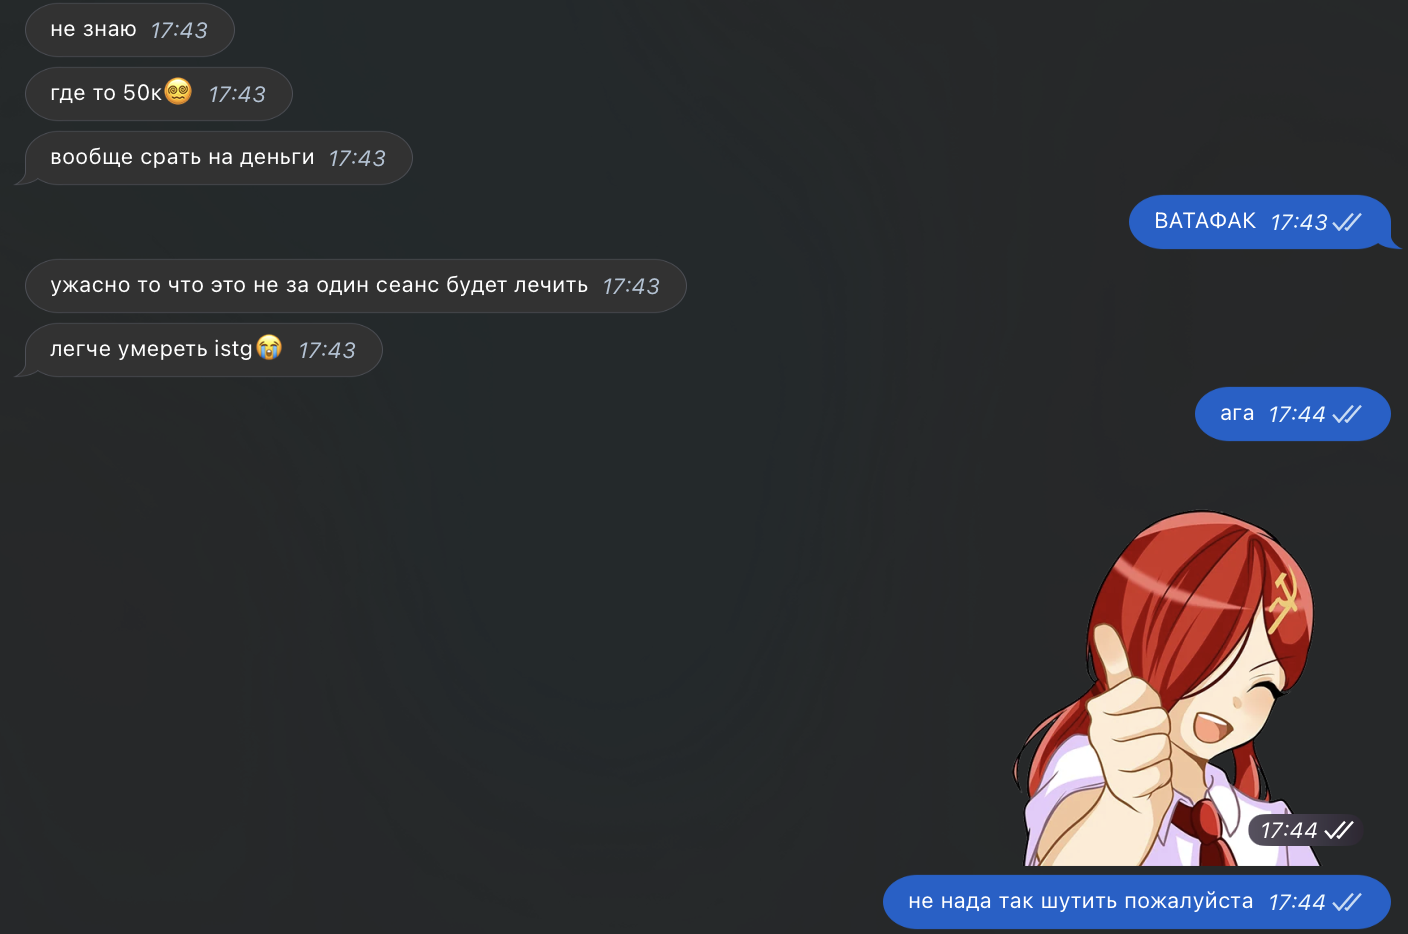 не знаю 17:43
где то 50к😵‍💫 17:43
вообще срать на деньги 17:43
ВАТАФАК 17:43
ужасно то что это не за один сеанс будет лечить 17:43
легче умереть istg😭 17:43
ага 17:44
17:44
не нада так шутить пожалуйста 17:44